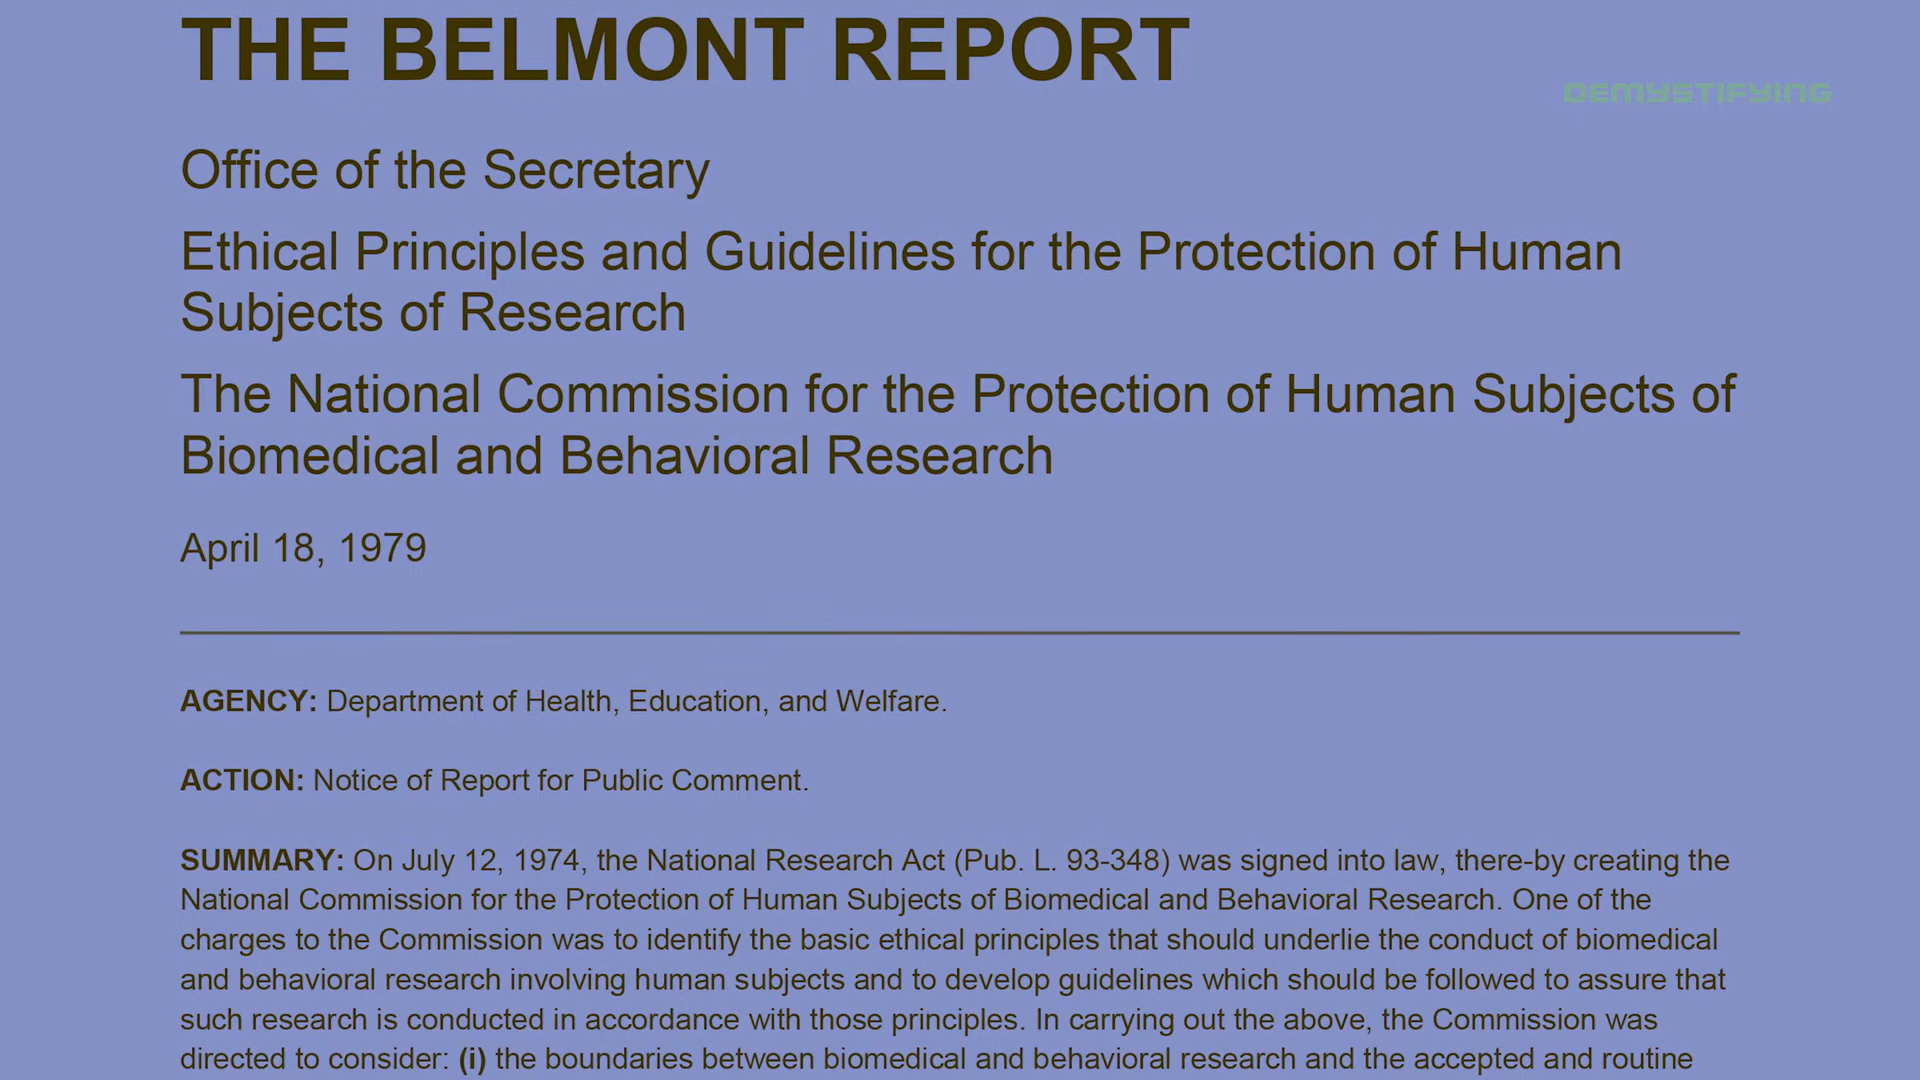 THE BELMONT REPORT
DEMYSTIFYING
Office of the Secretary
Ethical Principles and Guidelines for the Protection of Human
Subjects of Research
The National Commission for the Protection of Human Subjects of
Biomedical and Behavioral Research
April 18, 1979
AGENCY: Department of Health, Education, and Welfare.
ACTION: Notice of Report for Public Comment.
SUMMARY: On July 12, 1974, the National Research Act (Pub. L. 93-348) was signed into law, there-by creating the
National Commission for the Protection of Human Subjects of Biomedical and Behavioral Research. One of the
charges to the Commission was to identify the basic ethical principles that should underlie the conduct of biomedical
and behavioral research involving human subjects and to develop guidelines which should be followed to assure that
such research is conducted in accordance with those principles. In carrying out the above, the Commission was
directed to consider: (i) the boundaries between biomedical and behavioral research and the accepted and routine